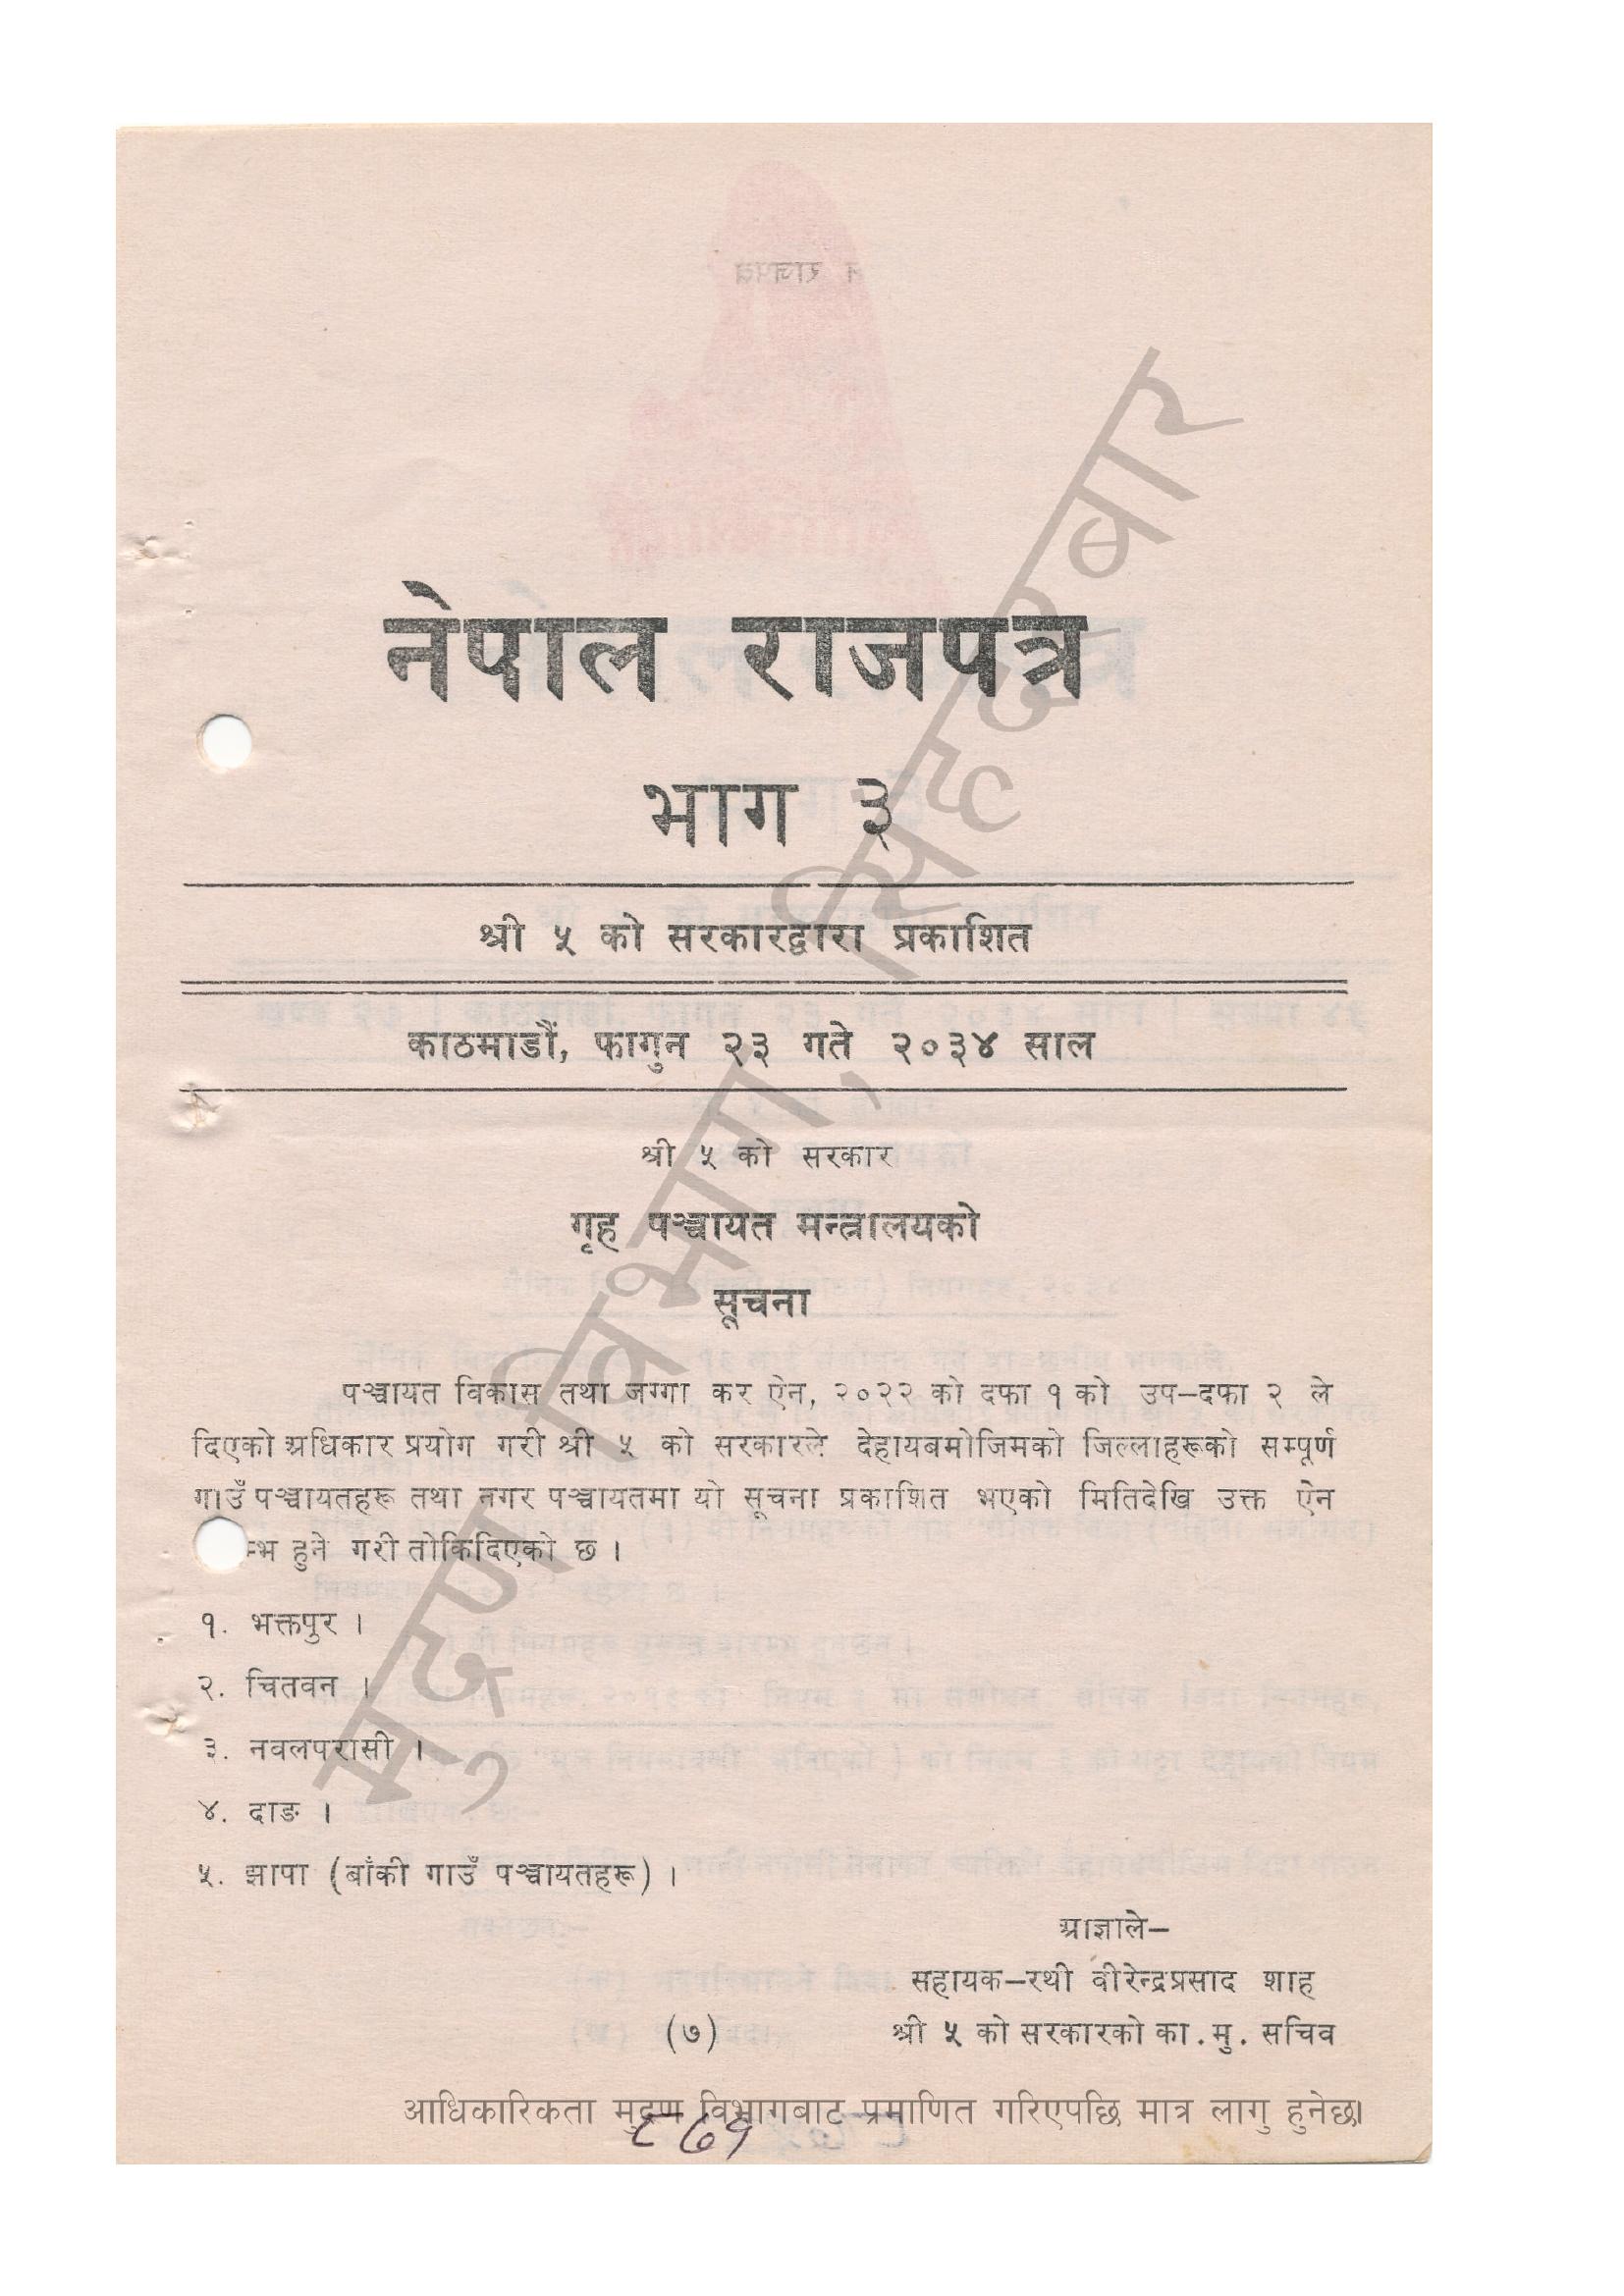 नेपाल राजपत्र
भाग ३
श्री ५ को सरकारद्वारा प्रकाशित
काठमाडौं, फागुन २३ गते २०३४ साल
श्री ५ को सरकार
गृह पञ्चायत मन्त्रालयको
सूचना
पञ्चायत विकास तथा जग्गा कर ऐन, २०२२ को दफा १ को उप–दफा २ ले
दिएको अधिकार प्रयोग गरी श्री ५ को सरकारले देहायबमोजिमको जिल्लाहरूको सम्पूर्ण
गाउँ पञ्चायतहरू तथा नगर पञ्चायतमा यो सूचना प्रकाशित भएको मितिदेखि उक्त ऐन
म्भ हुने गरी तोकिदिएको छ ।
१. भक्तपुर ।
२. चितवन ।
३. नवलपरासी ।
४. दाङ ।
५. झापा (बाँकी गाउँ पञ्चायतहरू) ।
आज्ञाले–
सहायक–रथी वीरेन्द्रप्रसाद शाह
(७) श्री ५ को सरकारको का.मु. सचिव
आधिकारिकता मुद्रण विभागबाट प्रमाणित गरिएपछि मात्र लागु हुनेछ।
८७१
मुद्रण विभाग, सिंहदरबार